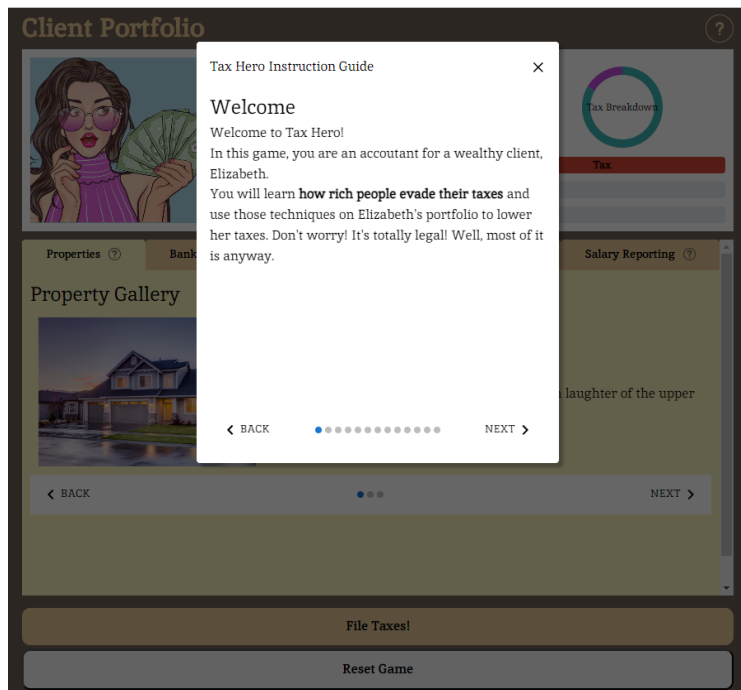 Client Portfolio
?
Tax Hero Instruction Guide
Welcome
Welcome to Tax Hero!
In this game, you are an accoutant for a wealthy client,
Elizabeth.
You will learn how rich people evade their taxes and
use those techniques on Elizabeth's portfolio to lower
her taxes. Don't worry! It's totally legal! Well, most of it
is anyway.
BACK
NEXT
Tax Breakdown
Tax
Properties ?
Bank
Salary Reporting ?
Property Gallery
laughter of the upper
BACK
NEXT
File Taxes!
Reset Game